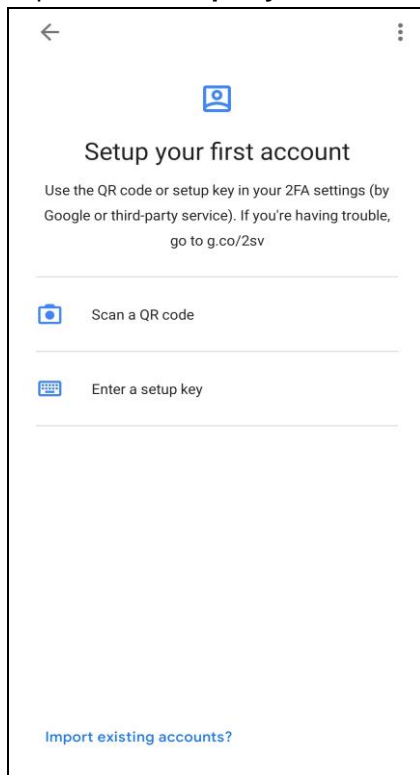 Setup your first account
Use the QR code or setup key in your 2FA settings (by
Google or third-party service). If you're having trouble,
go to g.co/2sv
Scan a QR code
Enter a setup key
Import existing accounts?